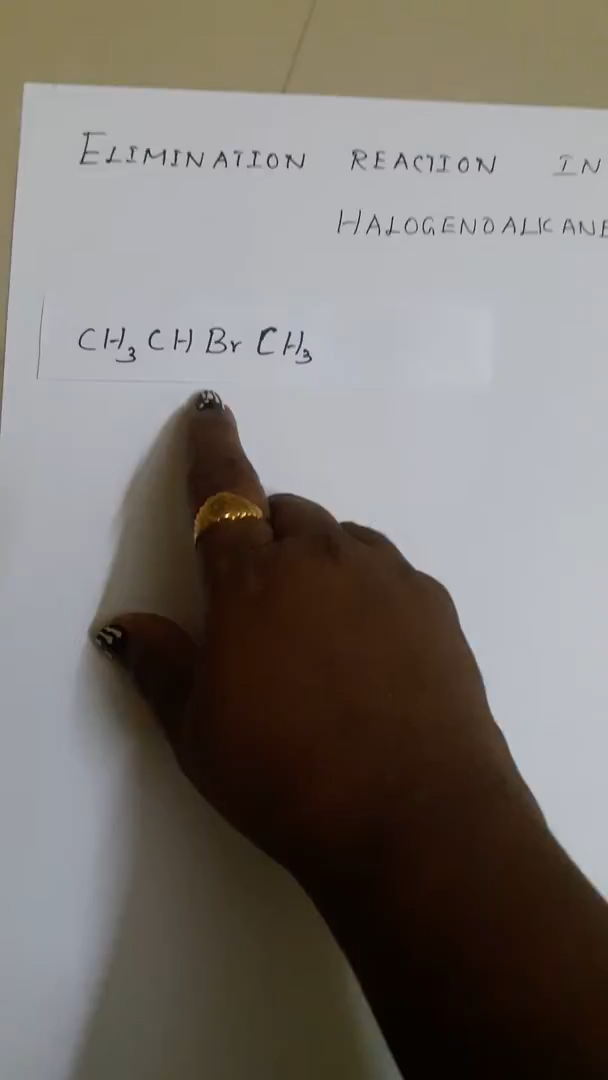 ELIMINATION REACTION IN
HALOGENOALKANE
CH₃ CH Br CH₃